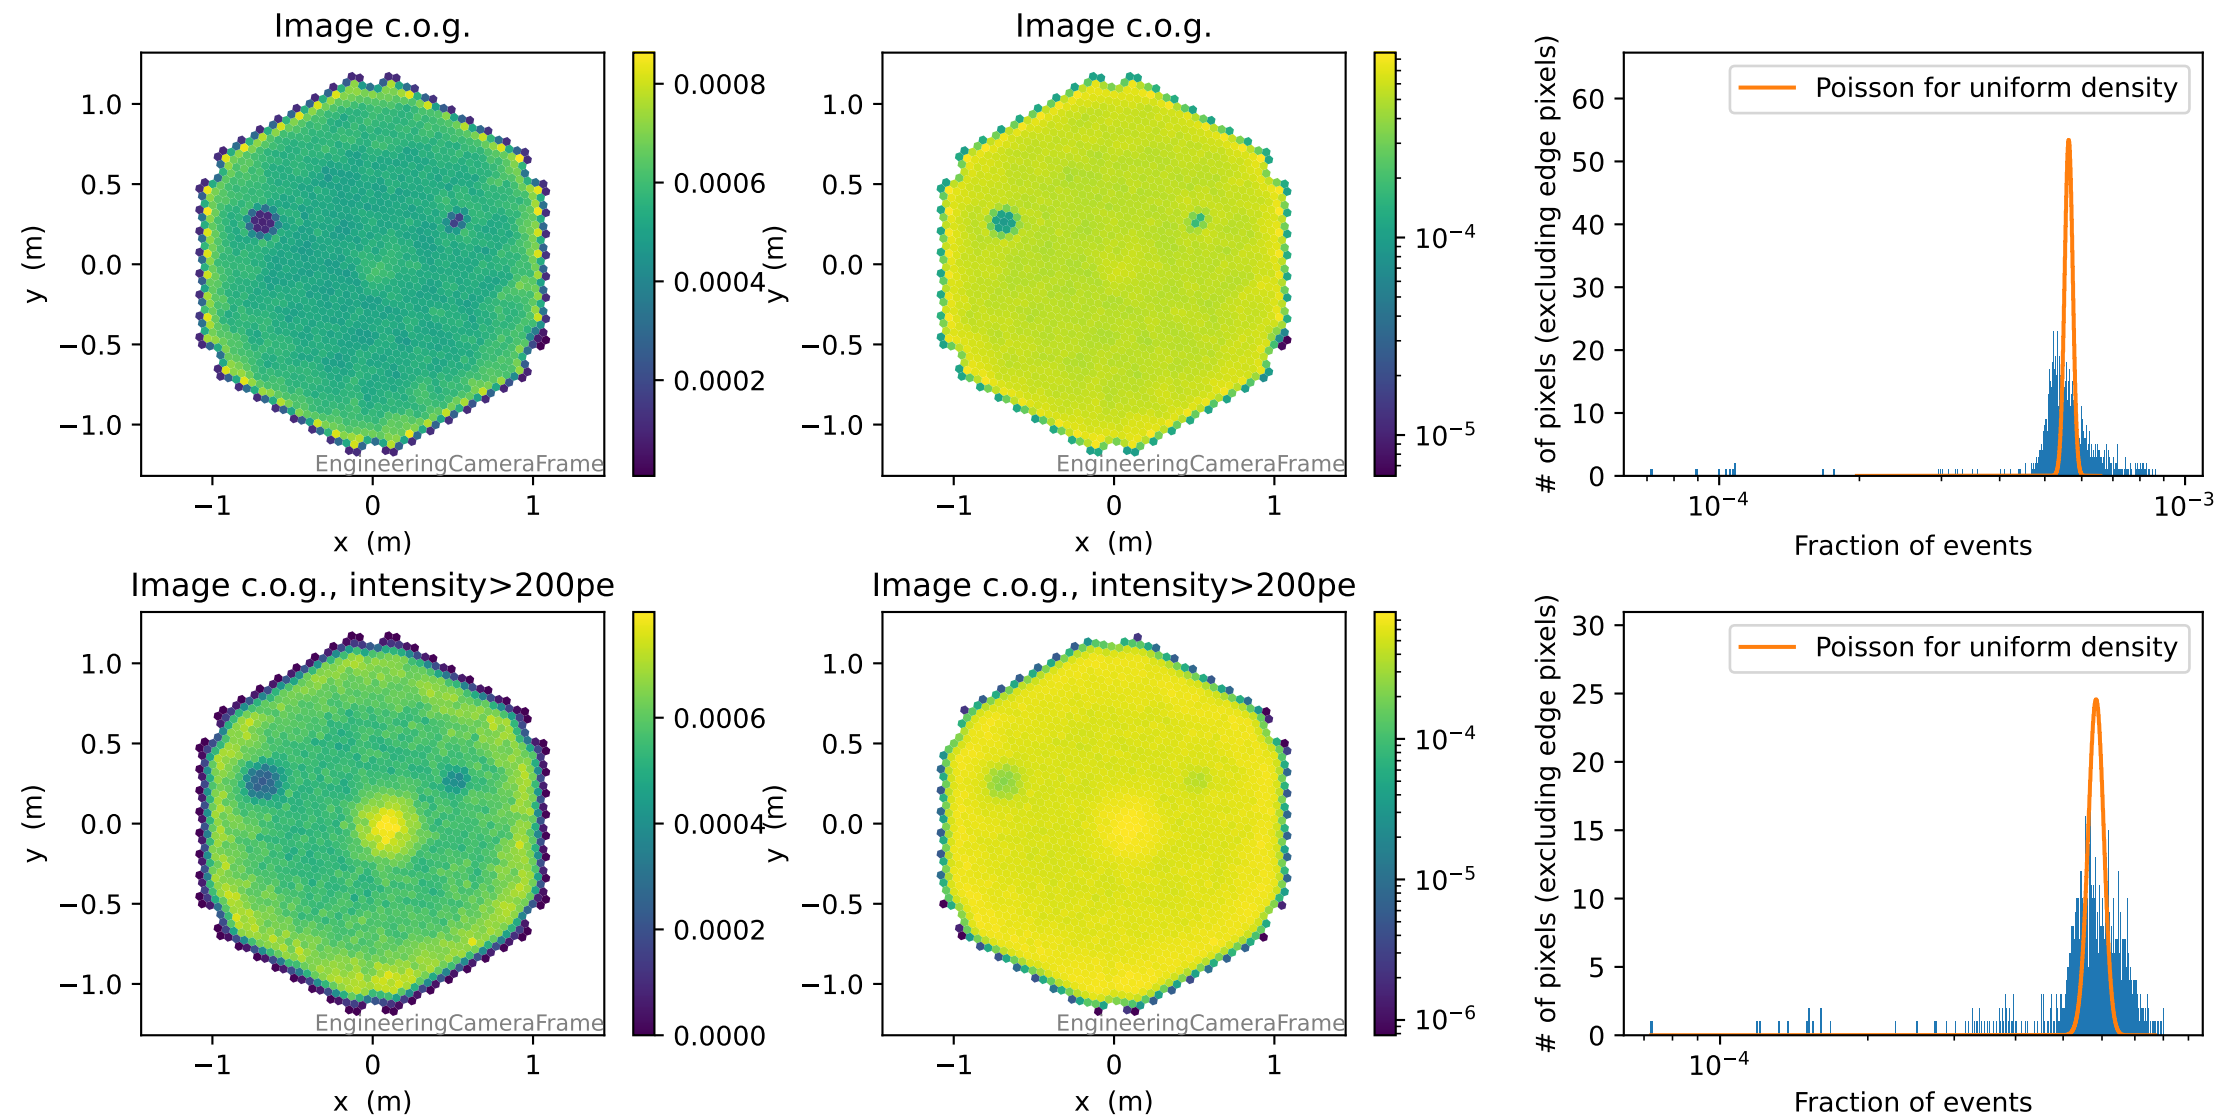 Image c.o.g.
1.0
0.5
0.0
−0.5
−1.0
y (m)
−1
0
1
x (m)
EngineeringCameraFrame
0.0008
0.0006
0.0004
0.0002
Image c.o.g.
1.0
0.5
0.0
−0.5
−1.0
y (m)
−1
0
1
x (m)
EngineeringCameraFrame
10⁻⁴
10⁻⁵
# of pixels (excluding edge pixels)
60
50
40
30
20
10
0
Poisson for uniform density
10⁻⁴
10⁻³
Fraction of events
Image c.o.g., intensity>200pe
1.0
0.5
0.0
−0.5
−1.0
y (m)
−1
0
1
x (m)
EngineeringCameraFrame
0.0006
0.0004
0.0002
0.0000
Image c.o.g., intensity>200pe
1.0
0.5
0.0
−0.5
−1.0
y (m)
−1
0
1
x (m)
EngineeringCameraFrame
10⁻⁴
10⁻⁵
10⁻⁶
# of pixels (excluding edge pixels)
30
25
20
15
10
5
0
Poisson for uniform density
10⁻⁴
Fraction of events